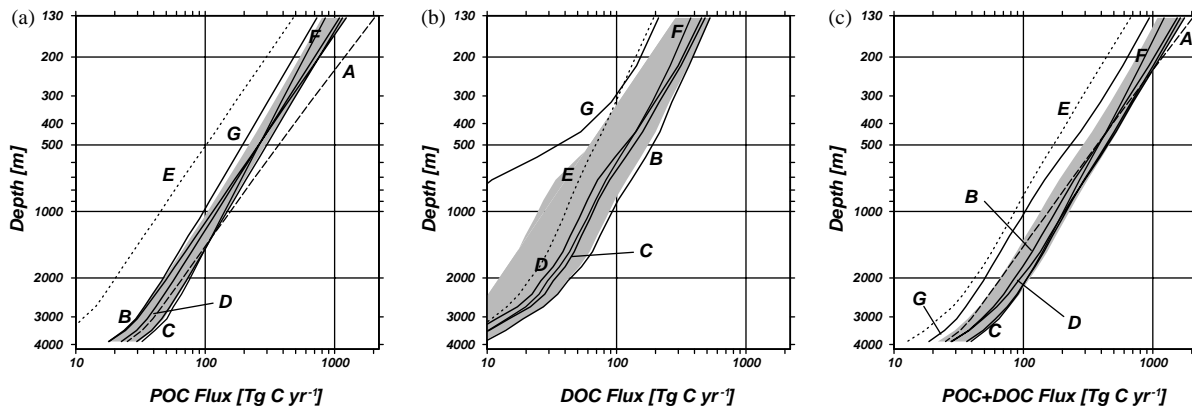 (a)
130
200
300
400
500
1000
2000
3000
4000
Depth [m]
F
A
G
E
B
D
C
10
100
1000
POC Flux [Tg C yr-1]
(b)
130
200
300
400
500
1000
2000
3000
4000
Depth [m]
F
G
B
E
D
C
10
100
1000
DOC Flux [Tg C yr-1]
(c)
130
200
300
400
500
1000
2000
3000
4000
Depth [m]
A
F
E
B
G
D
C
10
100
1000
POC+DOC Flux [Tg C yr-1]